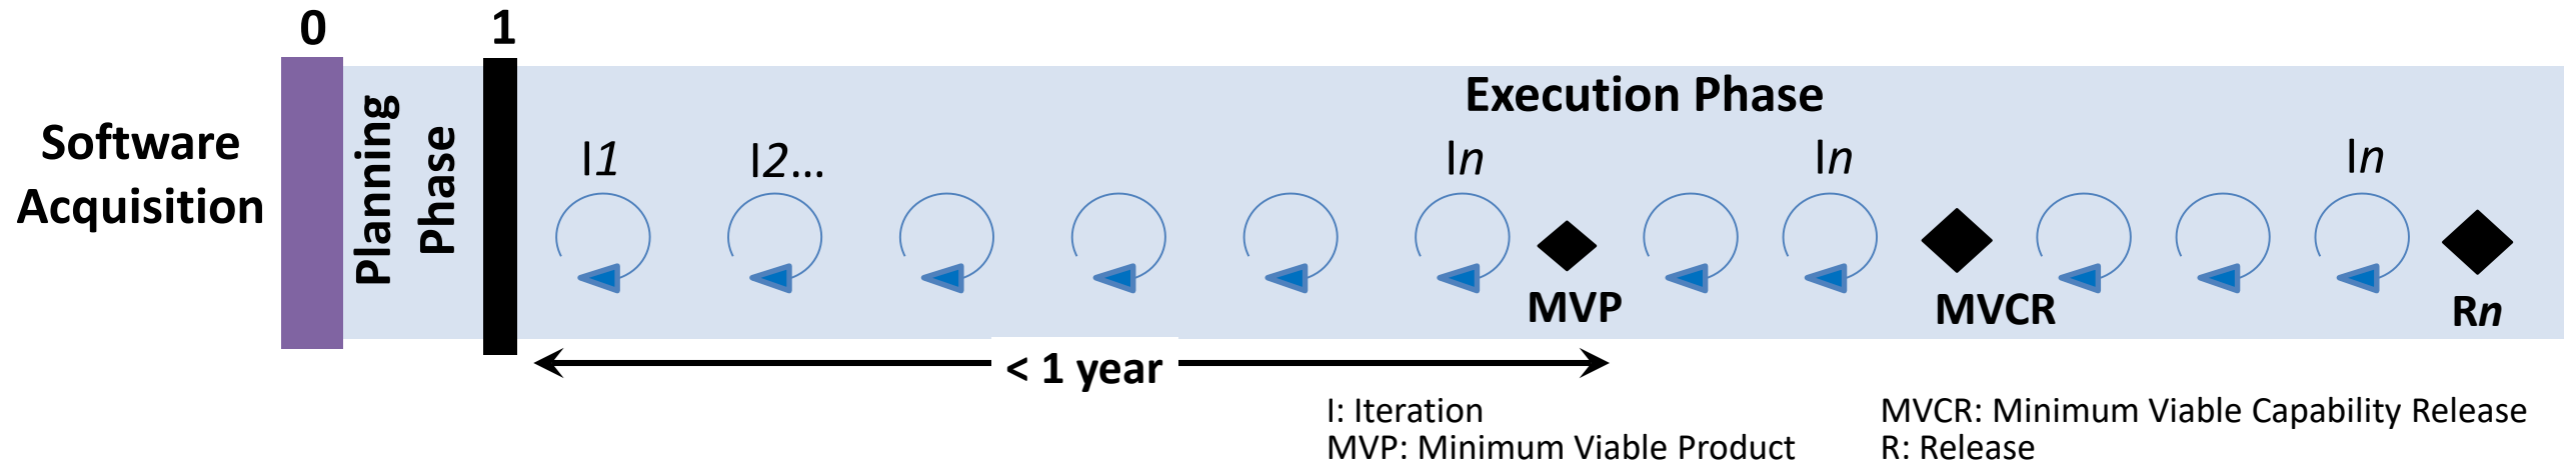 0
1
Software
Acquisition
Planning
Phase
Execution Phase
I1
I2...
In
In
In
MVP
MVCR
Rn
< 1 year
I: Iteration
MVP: Minimum Viable Product
MVCR: Minimum Viable Capability Release
R: Release